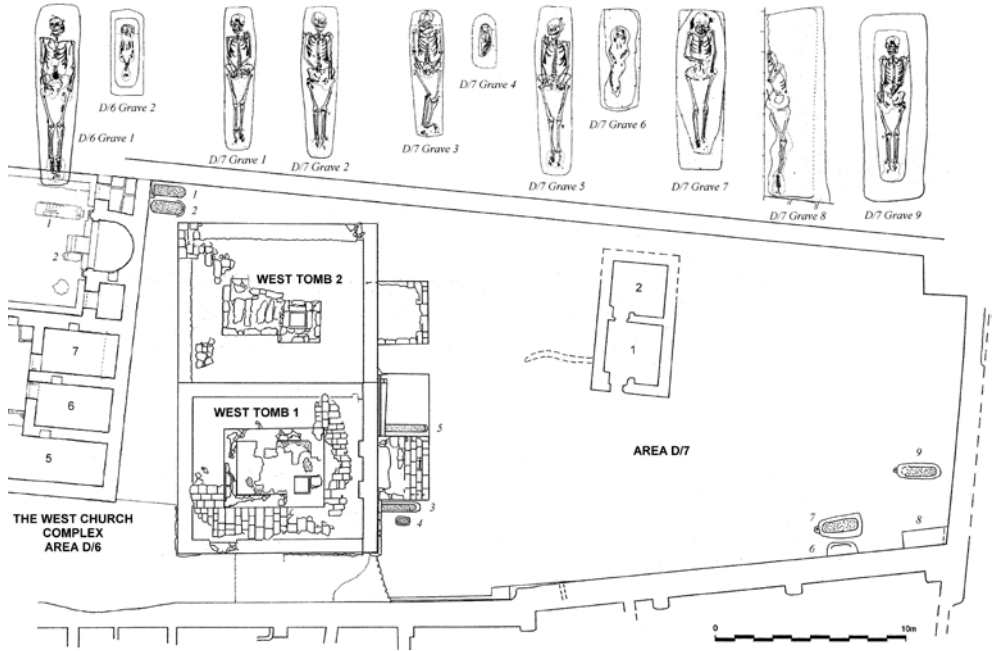 D/6 Grave 1
D/6 Grave 2
D/7 Grave 1
D/7 Grave 2
D/7 Grave 3
D/7 Grave 4
D/7 Grave 5
D/7 Grave 6
D/7 Grave 7
D/7 Grave 8
D/7 Grave 9
1
2
1
2
7
6
5
THE WEST CHURCH
COMPLEX
AREA D/6
WEST TOMB 2
WEST TOMB 1
5
3
4
2
1
AREA D/7
9
7
8
6
0
10m